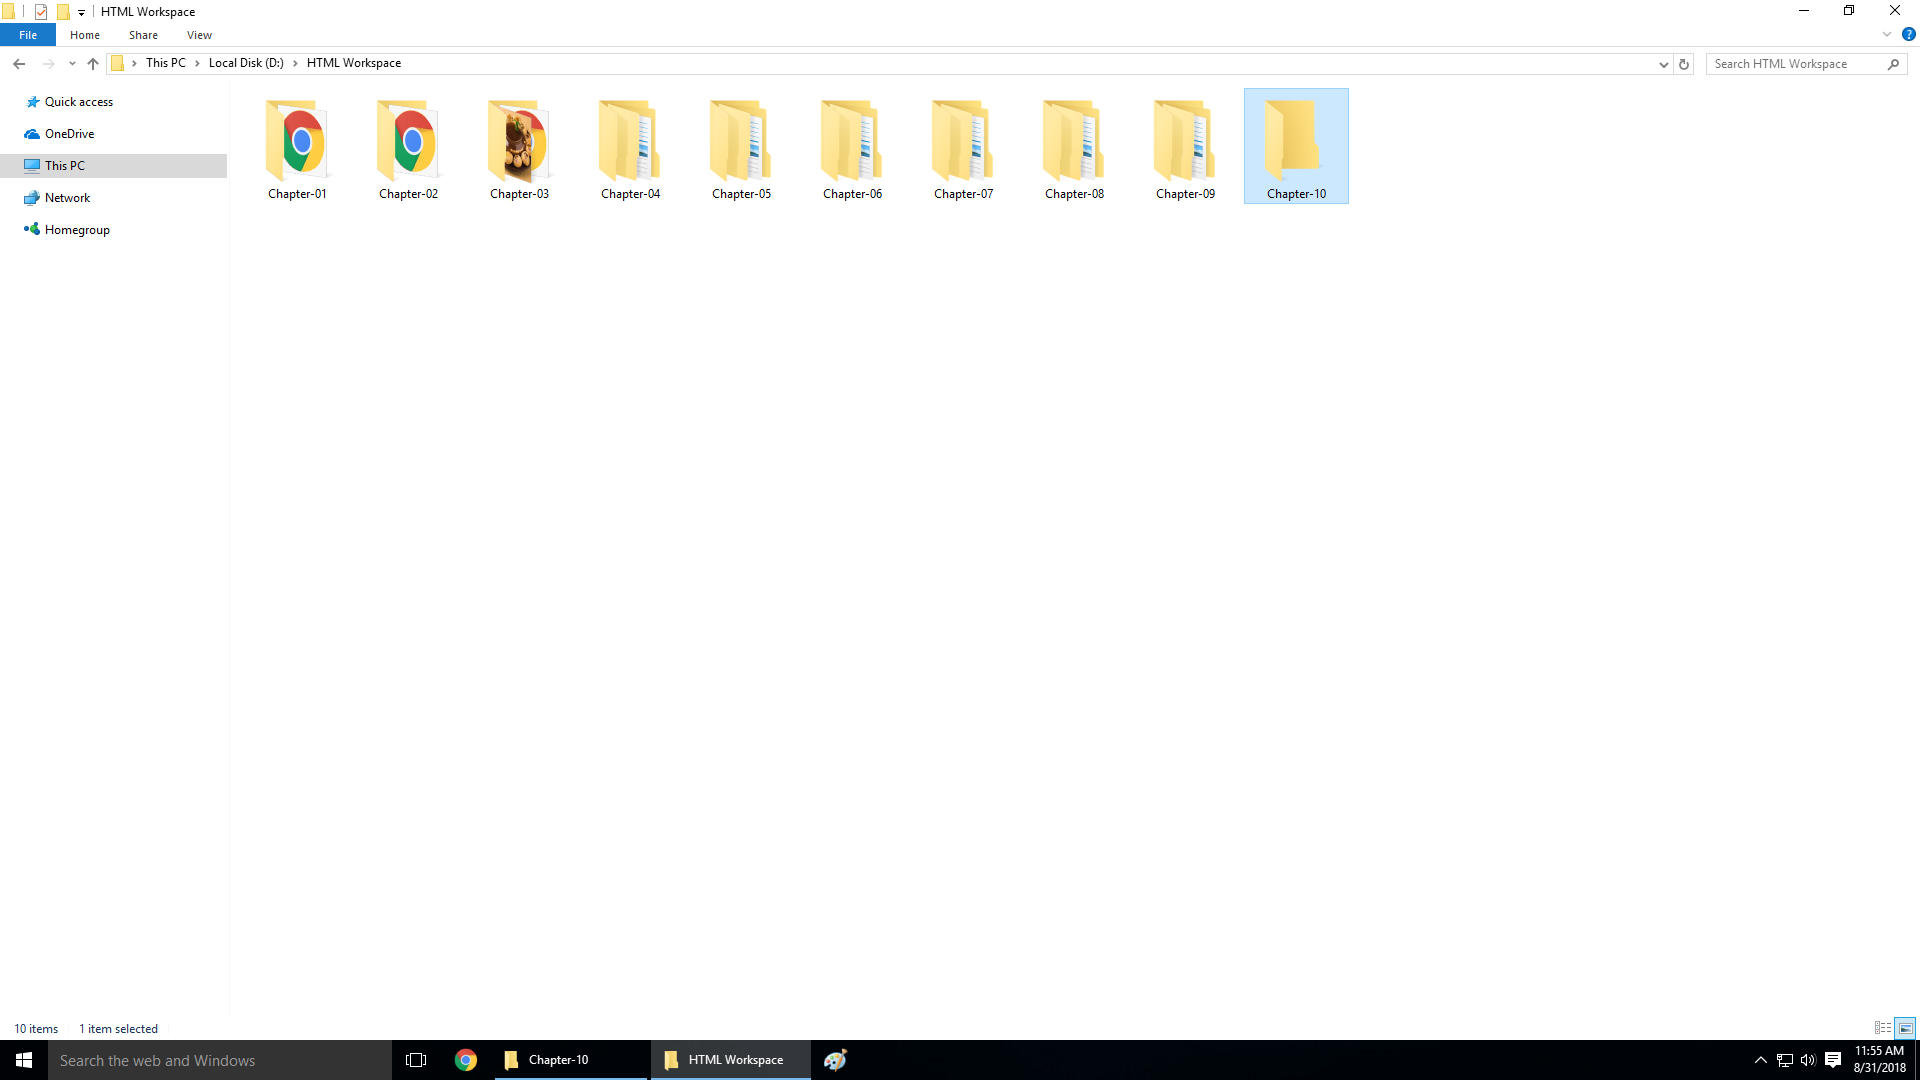 HTML Workspace
File Home Share View
This PC Local Disk (D:) HTML Workspace
Search HTML Workspace
Quick access
OneDrive
This PC
Network
Homegroup
Chapter-01 Chapter-02 Chapter-03 Chapter-04 Chapter-05 Chapter-06 Chapter-07 Chapter-08 Chapter-09 Chapter-10
10 items 1 item selected
Search the web and Windows
Chapter-10
HTML Workspace
11:55 AM
8/31/2018